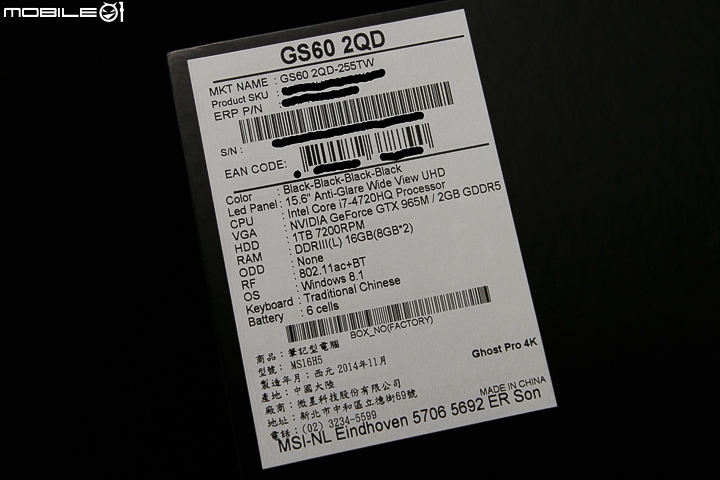 MOBILE01
GS60 2QD
MKT NAME : GS60 2QD-255TW
Product SKU :
ERP P/N :
S/N :
EAN CODE:
Color : Black-Black-Black-Black
Led Panel : 15.6" Anti-Glare Wide View UHD
CPU : Intel Core i7-4720HQ Processor
VGA : NVIDIA GeForce GTX 965M / 2GB GDDR5
HDD : 1TB 7200RPM
RAM : DDRIII(L) 16GB(8GB*2)
ODD : None
RF : 802.11ac+BT
OS : Windows 8.1
Keyboard : Traditional Chinese
Battery : 6 cells
BOX_NO(FACTORY)
商品：筆記型電腦
型號：MS16H5
製造年月：西元 2014年11月
產地：中國大陸
廠商：微星科技股份有限公司
地址：新北市中和區立德街69號
電話：(02) 3234-5599
Ghost Pro 4K
MADE IN CHINA
MSI-NL Eindhoven 5706 5692 ER Son